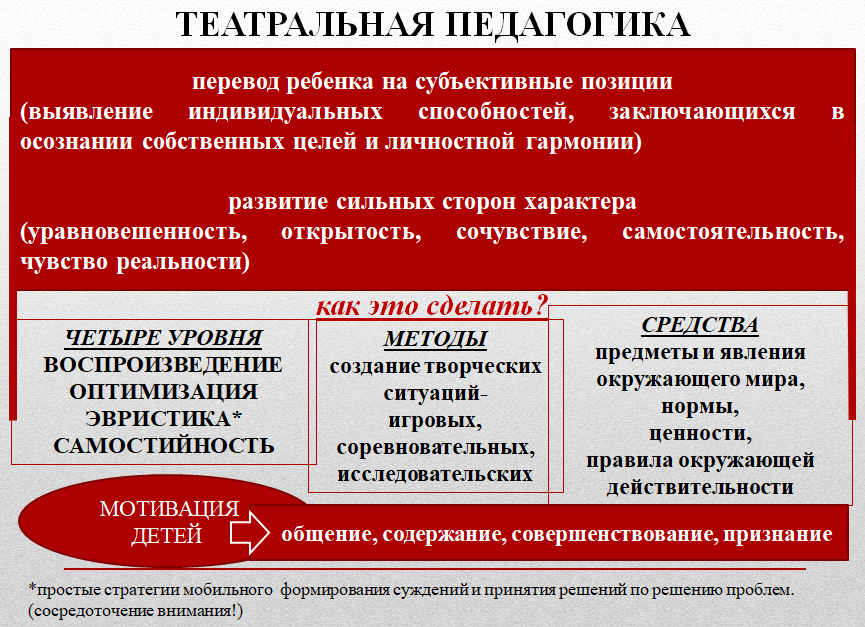 ТЕАТРАЛЬНАЯ ПЕДАГОГИКА
перевод ребенка на субъективные позиции
(выявление индивидуальных способностей, заключающихся в
осознании собственных целей и личностной гармонии)
развитие сильных сторон характера
(уравновешенность, открытость, сочувствие, самостоятельность,
чувство реальности)
как это сделать?
ЧЕТЫРЕ УРОВНЯ
ВОСПРОИЗВЕДЕНИЕ
ОПТИМИЗАЦИЯ
ЭВРИСТИКА*
САМОСТИЙНОСТЬ
МЕТОДЫ
создание творческих
ситуаций-
игровых,
соревновательных,
исследовательских
СРЕДСТВА
предметы и явления
окружающего мира,
нормы,
ценности,
правила окружающей
действительности
МОТИВАЦИЯ
ДЕТЕЙ
общение, содержание, совершенствование, признание
*простые стратегии мобильного формирования суждений и принятия решений по решению проблем.
(сосредоточение внимания!)